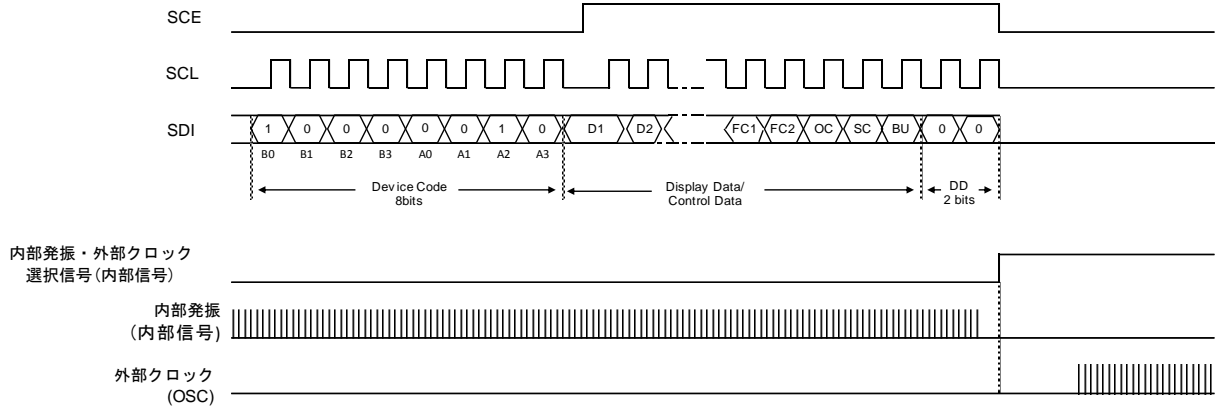 SCE
SCL
SDI
1 0 0 0 0 0 1 0 D1 D2 FC1 FC2 OC SC BU 0 0
B0 B1 B2 B3 A0 A1 A2 A3
Device Code
8bits
Display Data/
Control Data
DD
2 bits
内部発振・外部クロック
選択信号(内部信号)
内部発振
(内部信号)
外部クロック
(OSC)